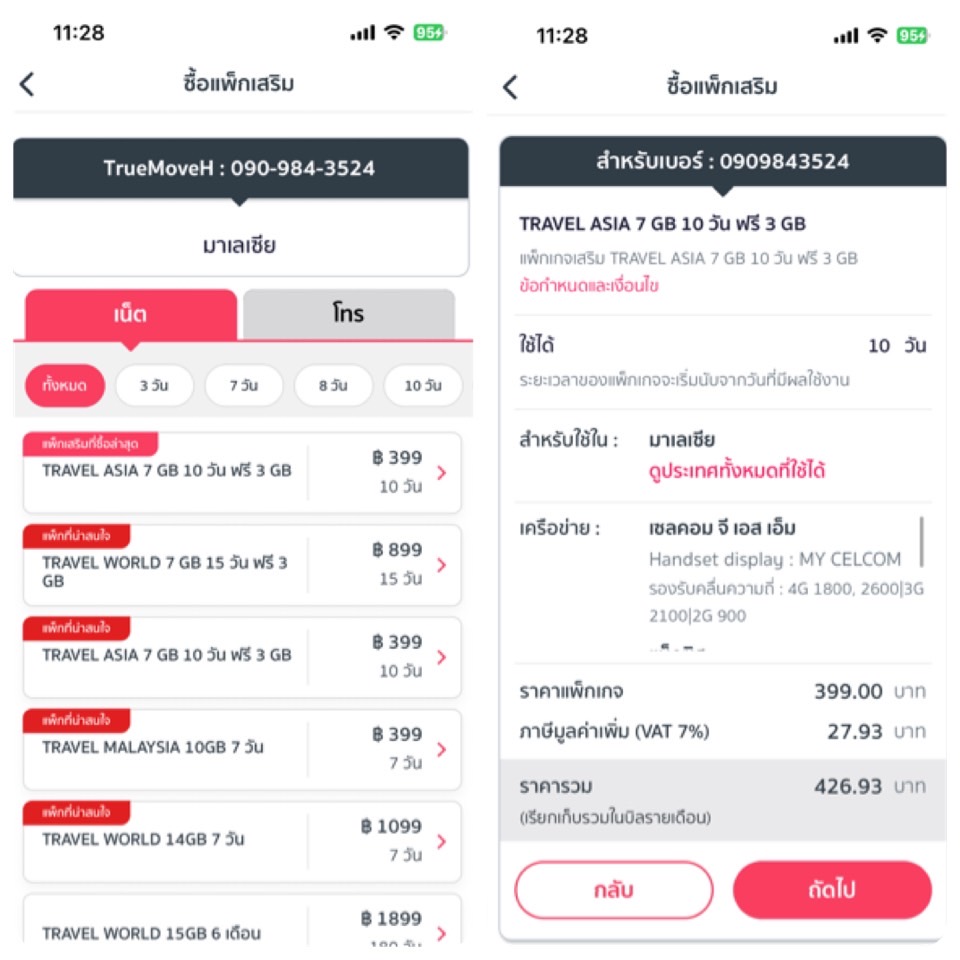 11:28
95
ซื้อแพ็กเสริม
TrueMoveH : 090-984-3524
มาเลเซีย
เน็ต
โทร
ทั้งหมด
3 วัน
7 วัน
8 วัน
10 วัน
แพ็กเสริมที่ซื้อล่าสุด
TRAVEL ASIA 7 GB 10 วัน ฟรี 3 GB
฿ 399
10 วัน
แพ็กที่น่าสนใจ
TRAVEL WORLD 7 GB 15 วัน ฟรี 3
GB
฿ 899
15 วัน
แพ็กที่น่าสนใจ
TRAVEL ASIA 7 GB 10 วัน ฟรี 3 GB
฿ 399
10 วัน
แพ็กที่น่าสนใจ
TRAVEL MALAYSIA 10GB 7 วัน
฿ 399
7 วัน
แพ็กที่น่าสนใจ
TRAVEL WORLD 14GB 7 วัน
฿ 1099
7 วัน
TRAVEL WORLD 15GB 6 เดือน
฿ 1899
180 วัน
11:28
95
ซื้อแพ็กเสริม
สำหรับเบอร์ : 0909843524
TRAVEL ASIA 7 GB 10 วัน ฟรี 3 GB
แพ็กเกจเสริม TRAVEL ASIA 7 GB 10 วัน ฟรี 3 GB
ข้อกำหนดและเงื่อนไข
ใช้ได้ 10 วัน
ระยะเวลาของแพ็กเกจจะเริ่มนับจากวันที่มีผลใช้งาน
สำหรับใช้ใน : มาเลเซีย
ดูประเทศทั้งหมดที่ใช้ได้
เครือข่าย : เซลคอม จี เอส เอ็ม
Handset display : MY CELCOM
รองรับคลื่นความถี่ : 4G 1800, 2600|3G
2100|2G 900
ราคาแพ็กเกจ 399.00 บาท
ภาษีมูลค่าเพิ่ม (VAT 7%) 27.93 บาท
ราคารวม 426.93 บาท
(เรียกเก็บรวมในบิลรายเดือน)
กลับ
ถัดไป